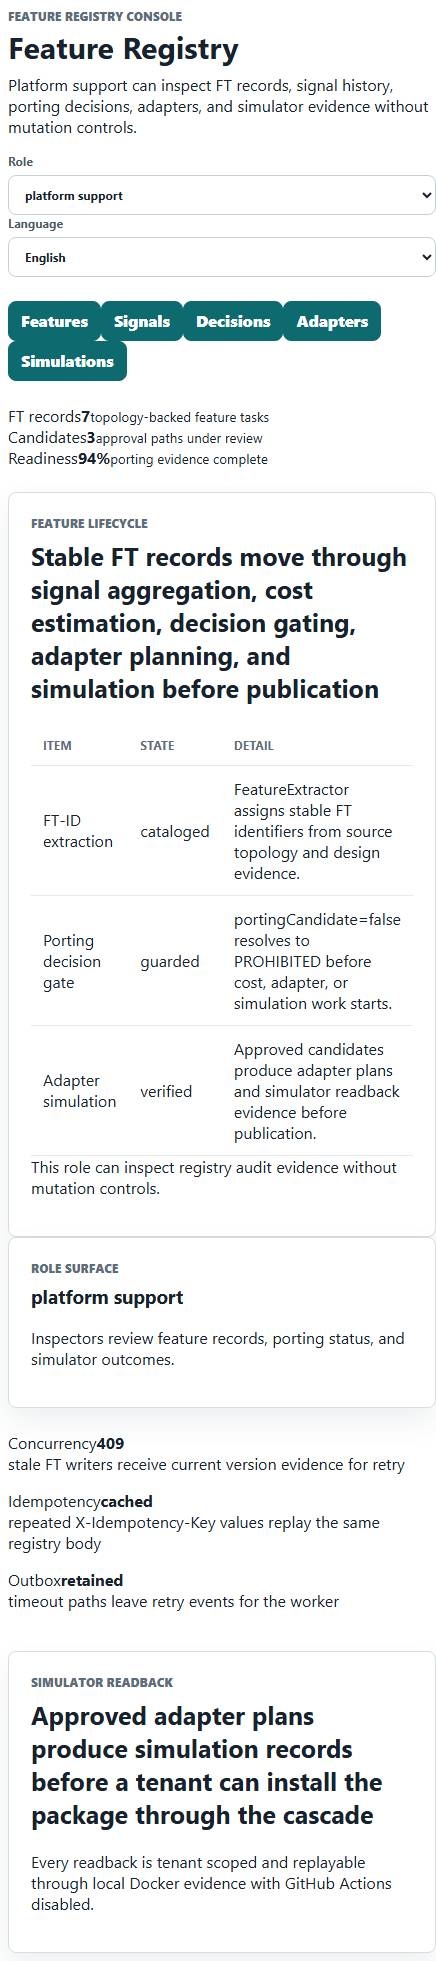 FEATURE REGISTRY CONSOLE
Feature Registry
Platform support can inspect FT records, signal history,
porting decisions, adapters, and simulator evidence without
mutation controls.
Role
platform support
Language
English
Features Signals Decisions Adapters
Simulations
FT records7topology-backed feature tasks
Candidates3approval paths under review
Readiness94%porting evidence complete
FEATURE LIFECYCLE
Stable FT records move through
signal aggregation, cost
estimation, decision gating,
adapter planning, and
simulation before publication
ITEM STATE DETAIL
FT-ID
extraction
cataloged
FeatureExtractor
assigns stable FT
identifiers from source
topology and design
evidence.
Porting
decision
gate
guarded
portingCandidate=false
resolves to
PROHIBITED before
cost, adapter, or
simulation work starts.
Adapter
simulation
verified
Approved candidates
produce adapter plans
and simulator readback
evidence before
publication.
This role can inspect registry audit evidence without
mutation controls.
ROLE SURFACE
platform support
Inspectors review feature records, porting status, and
simulator outcomes.
Concurrency409
stale FT writers receive current version evidence for retry
Idempotencycached
repeated X-Idempotency-Key values replay the same
registry body
Outboxretained
timeout paths leave retry events for the worker
SIMULATOR READBACK
Approved adapter plans
produce simulation records
before a tenant can install the
package through the cascade
Every readback is tenant scoped and replayable
through local Docker evidence with GitHub Actions
disabled.